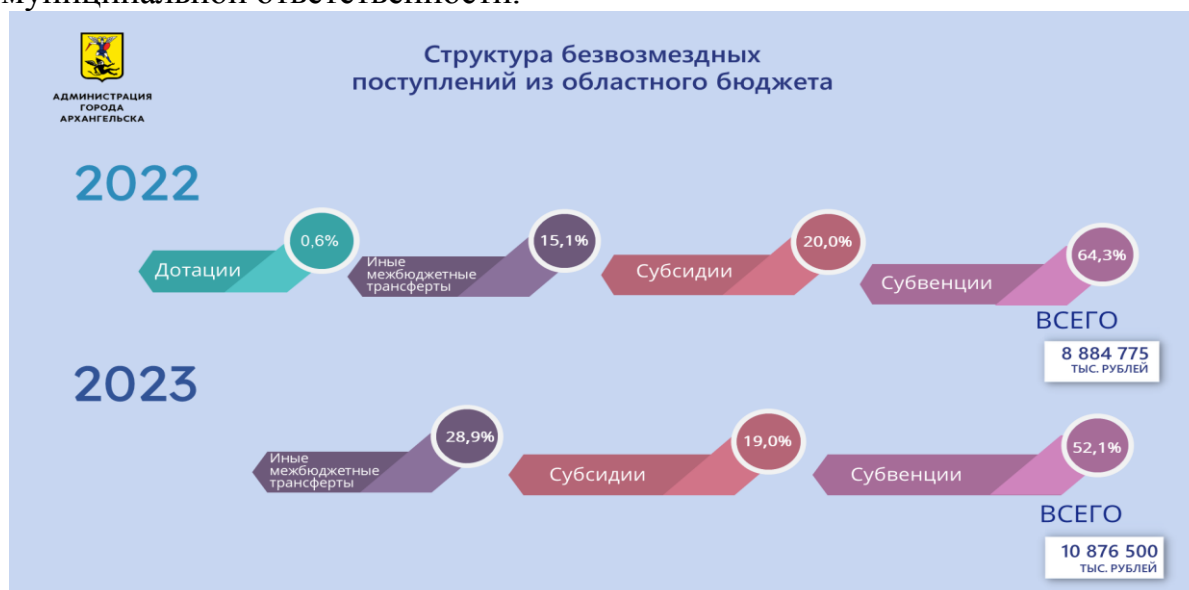 муниципальной ответственности.
АДМИНИСТРАЦИЯ
ГОРОДА
АРХАНГЕЛЬСКА
Структура безвозмездных
поступлений из областного бюджета
2022
Дотации
0,6%
Иные
межбюджетные
трансферты
15,1%
Субсидии
20,0%
Субвенции
64,3%
ВСЕГО
8 884 775
ТЫС. РУБЛЕЙ
2023
Иные
межбюджетные
трансферты
28,9%
Субсидии
19,0%
Субвенции
52,1%
ВСЕГО
10 876 500
ТЫС. РУБЛЕЙ